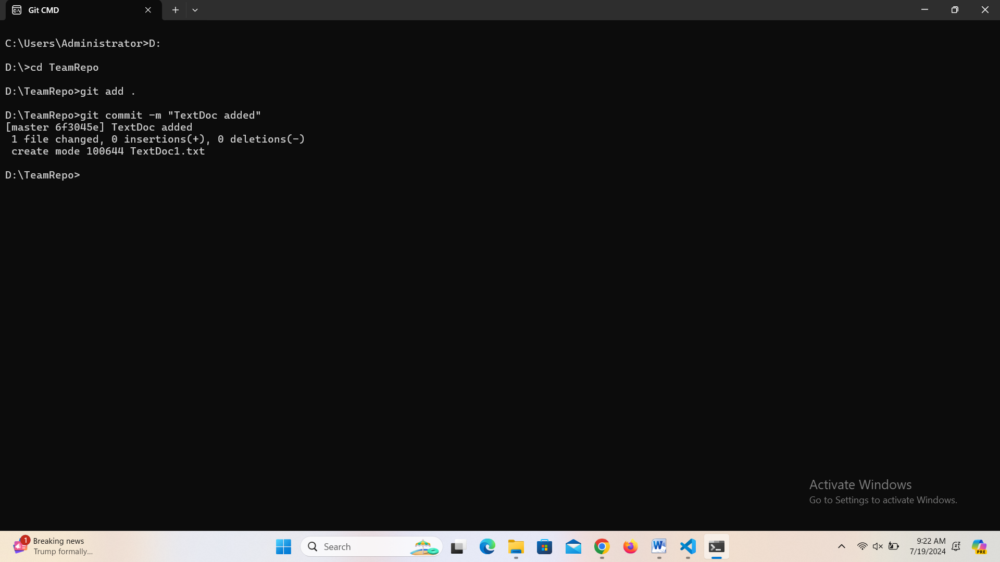 Git CMD
C:\Users\Administrator>D:
D:\>cd TeamRepo
D:\TeamRepo>git add .
D:\TeamRepo>git commit -m "TextDoc added"
[master 6f3045e] TextDoc added
1 file changed, 0 insertions(+), 0 deletions(-)
create mode 100644 TextDoc1.txt
D:\TeamRepo>
Activate Windows
Go to Settings to activate Windows.
1
Breaking news
Trump formally...
Search
W
PRE
9:22 AM
7/19/2024